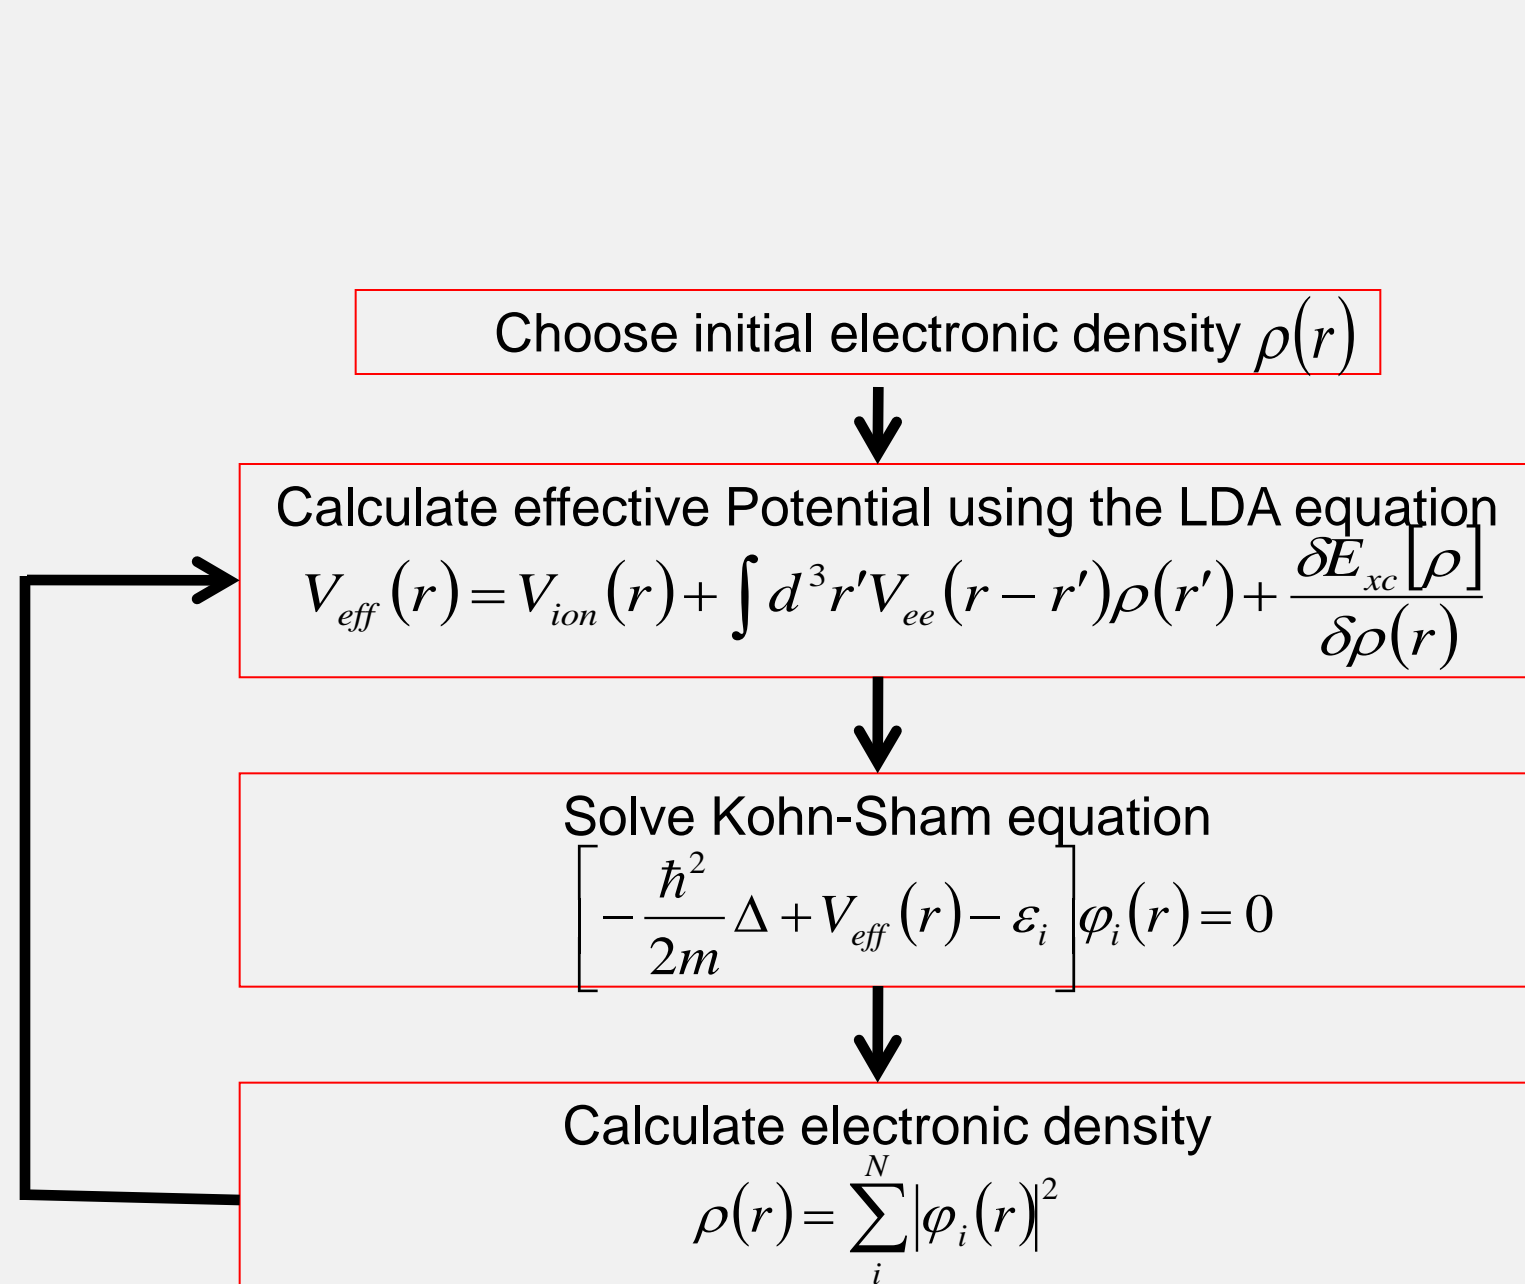 Choose initial electronic density ρ(r)
Calculate effective Potential using the LDA equation
V_eff(r) = V_ion(r) + ∫ d³r′V_ee(r − r′)ρ(r′) + δE_xc[ρ] / δρ(r)
Solve Kohn-Sham equation
[ − ℏ² / 2m Δ + V_eff(r) − ε_i ] φ_i(r) = 0
Calculate electronic density
ρ(r) = ∑_i^N |φ_i(r)|²